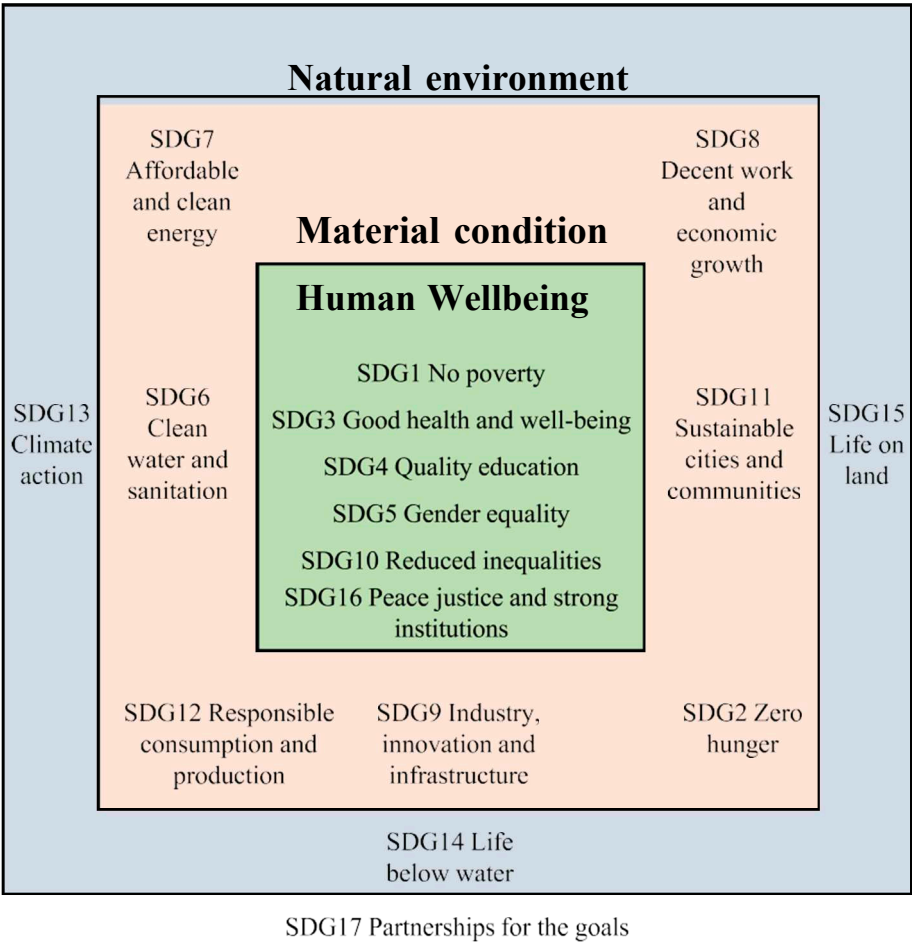 Natural environment
SDG7
Affordable
and clean
energy
SDG8
Decent work
and
economic
growth
Material condition
Human Wellbeing
SDG1 No poverty
SDG3 Good health and well-being
SDG4 Quality education
SDG5 Gender equality
SDG10 Reduced inequalities
SDG16 Peace justice and strong
institutions
SDG13
Climate
action
SDG6
Clean
water and
sanitation
SDG11
Sustainable
cities and
communities
SDG15
Life on
land
SDG12 Responsible
consumption and
production
SDG9 Industry,
innovation and
infrastructure
SDG2 Zero
hunger
SDG14 Life
below water
SDG17 Partnerships for the goals